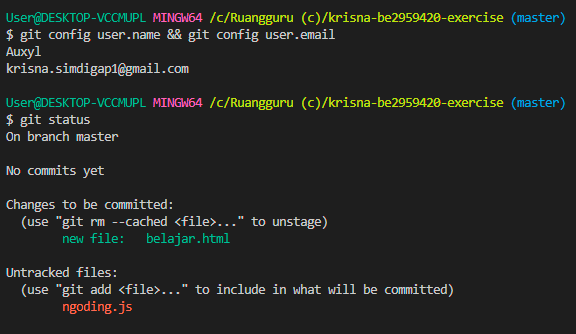 User@DESKTOP-VCCMUPL MINGW64 /c/Ruangguru (c)/krisna-be2959420-exercise (master)
$ git config user.name && git config user.email
Auxyl
krisna.simdigap1@gmail.com
User@DESKTOP-VCCMUPL MINGW64 /c/Ruangguru (c)/krisna-be2959420-exercise (master)
$ git status
On branch master
No commits yet
Changes to be committed:
(use "git rm --cached <file>..." to unstage)
new file:   belajar.html
Untracked files:
(use "git add <file>..." to include in what will be committed)
ngoding.js